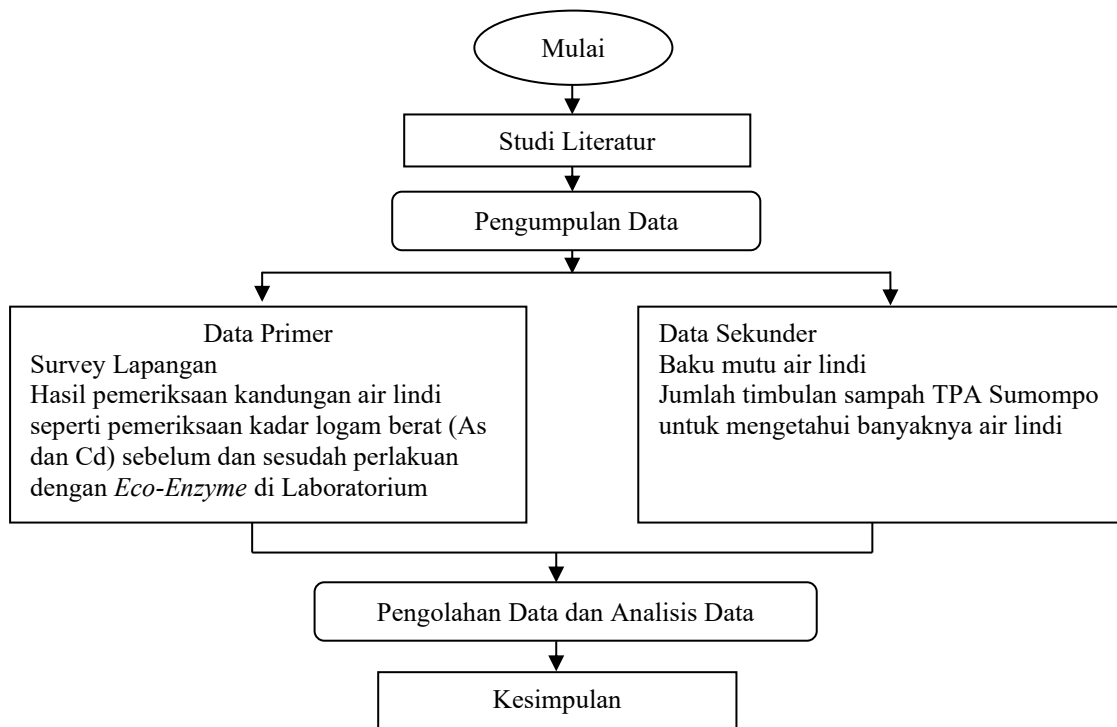 Mulai
Studi Literatur
Pengumpulan Data
Data Primer
Survey Lapangan
Hasil pemeriksaan kandungan air lindi
seperti pemeriksaan kadar logam berat (As
dan Cd) sebelum dan sesudah perlakuan
dengan Eco-Enzyme di Laboratorium
Data Sekunder
Baku mutu air lindi
Jumlah timbulan sampah TPA Sumompo
untuk mengetahui banyaknya air lindi
Pengolahan Data dan Analisis Data
Kesimpulan